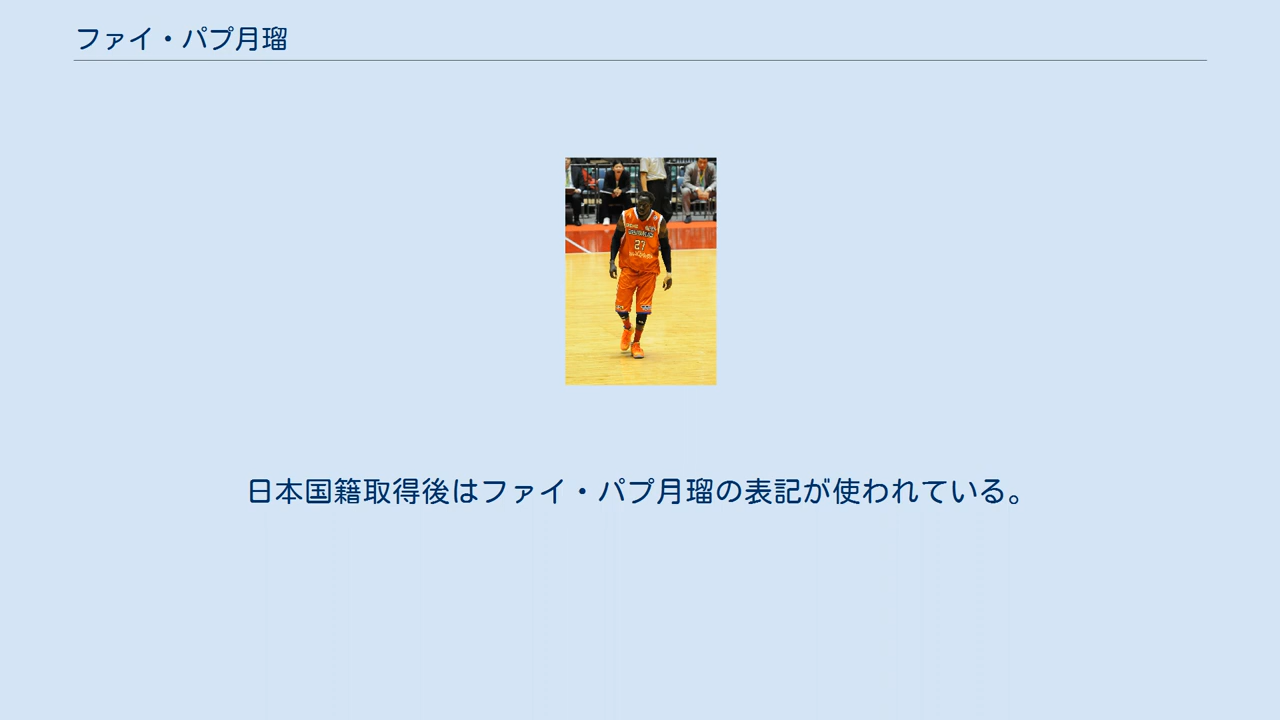 ファイ・パプ月瑠
27
日本国籍取得後はファイ・パプ月瑠の表記が使われている。